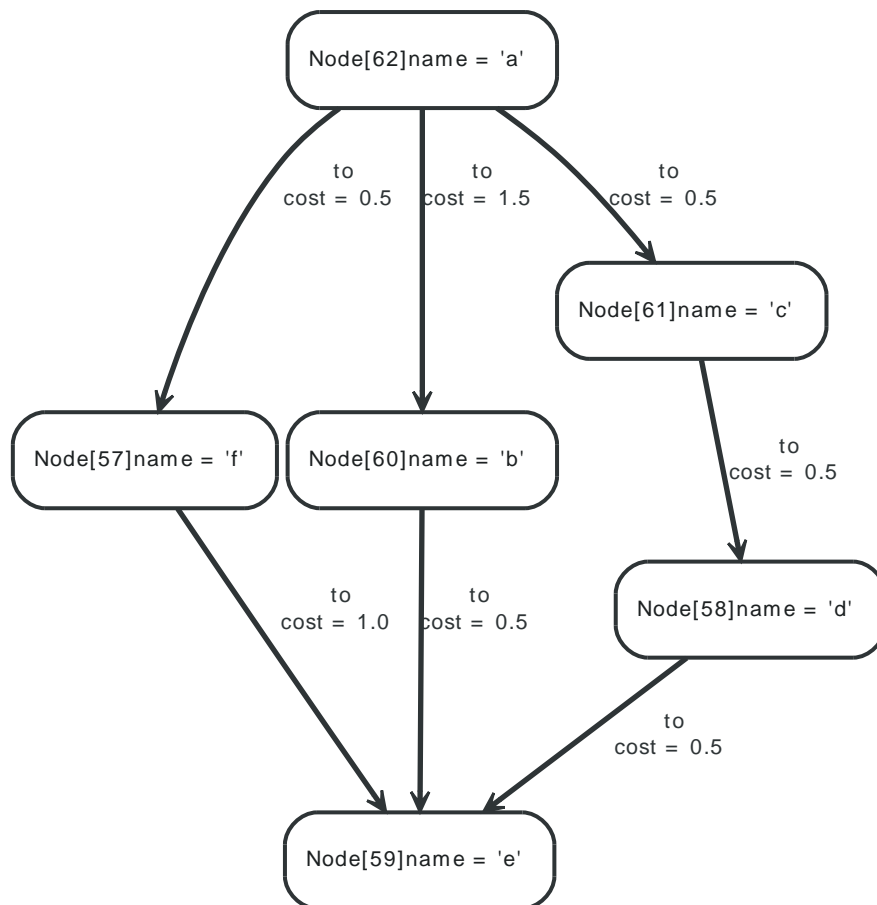 Node[62]name = 'a'
to
cost = 0.5
to
cost = 1.5
to
cost = 0.5
Node[61]name = 'c'
Node[57]name = 'f'
Node[60]name = 'b'
to
cost = 0.5
to
cost = 1.0
to
cost = 0.5
Node[58]name = 'd'
to
cost = 0.5
Node[59]name = 'e'